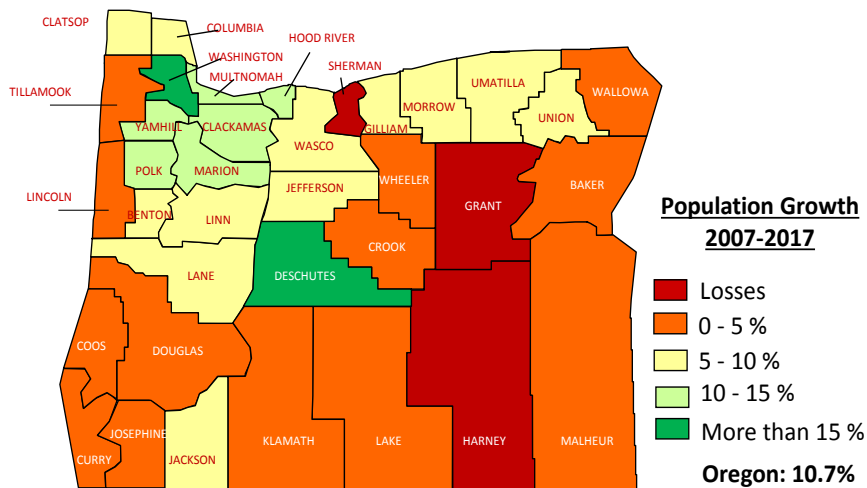 CLATSOP
COLUMBIA
HOOD RIVER
WASHINGTON
MULTNOMAH
SHERMAN
TILLAMOOK
UMATILLA
WALLOWA
MORROW
UNION
YAMHILL
CLACKAMAS
GILLIAM
WASCO
POLK
MARION
WHEELER
JEFFERSON
BAKER
LINCOLN
GRANT
BENTON
LINN
CROOK
LANE
DESCHUTES
COOS
DOUGLAS
JOSEPHINE
KLAMATH
LAKE
HARNEY
MALHEUR
CURRY
JACKSON
Population Growth
2007-2017
Losses
0 - 5 %
5 - 10 %
10 - 15 %
More than 15 %
Oregon: 10.7%